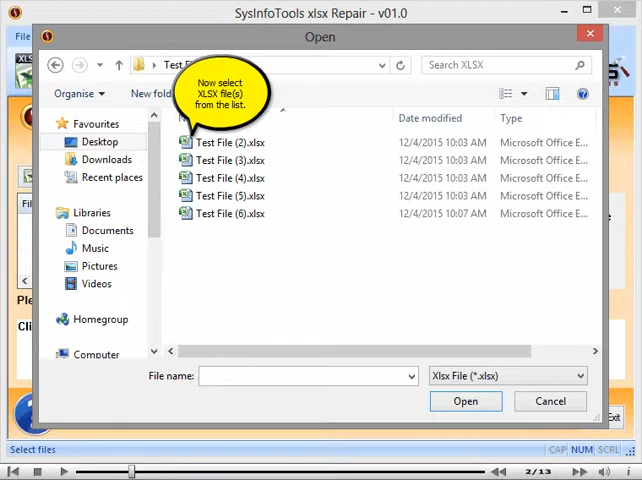 SysInfoTools xlsx Repair - v01.0
File
Open
Test Fi
Search XLSX
Organise
New fold
Now select
XLSX file(s)
from the list.
Date modified
Type
Favourites
Desktop
Downloads
Recent places
Libraries
Documents
Music
Pictures
Videos
Homegroup
Computer
Test File (2).xlsx 12/4/2015 10:03 AM Microsoft Office E...
Test File (3).xlsx 12/4/2015 10:03 AM Microsoft Office E...
Test File (4).xlsx 12/4/2015 10:03 AM Microsoft Office E...
Test File (5).xlsx 12/4/2015 10:03 AM Microsoft Office E...
Test File (6).xlsx 12/4/2015 10:07 AM Microsoft Office E...
File name:
Xlsx File (*.xlsx)
Open
Cancel
Ple
Cli
Exit
Select files
CAP NUM SCRL
2/13